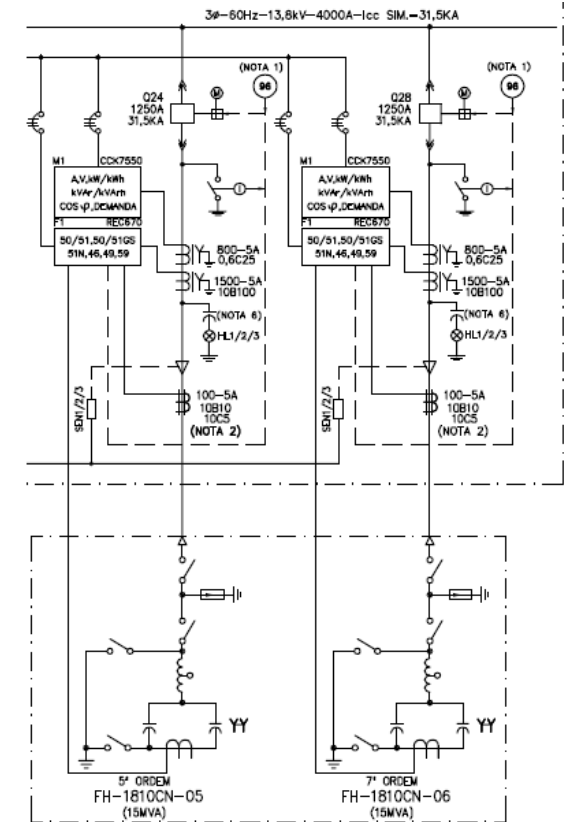 3ø-60Hz-13,8kV-4000A-Icc SIM.-31,5KA
(NOTA 1)
96
M
Q24
1250A
31,5KA
M1 CCK7550
A,V,kW/kWh
kVAr/kVArh
COS φ,DEMANDA
F1 REC670
50/51,50/51GS
51N,46,49,59
I
800-5A
0,6C25
1500-5A
10B100
(NOTA 6)
HL1/2/3
SEN1/2/3
100-5A
10B10
10C5
(NOTA 2)
(NOTA 1)
96
M
Q28
1250A
31,5KA
M1 CCK7550
A,V,kW/kWh
kVAr/kVArh
COS φ,DEMANDA
F1 REC670
50/51,50/51GS
51N,46,49,59
I
800-5A
0,6C25
1500-5A
10B100
(NOTA 6)
HL1/2/3
SEN1/2/3
100-5A
10B10
10C5
(NOTA 2)
YY
5ª ORDEM
FH-1810CN-05
(15MVA)
YY
7ª ORDEM
FH-1810CN-06
(15MVA)